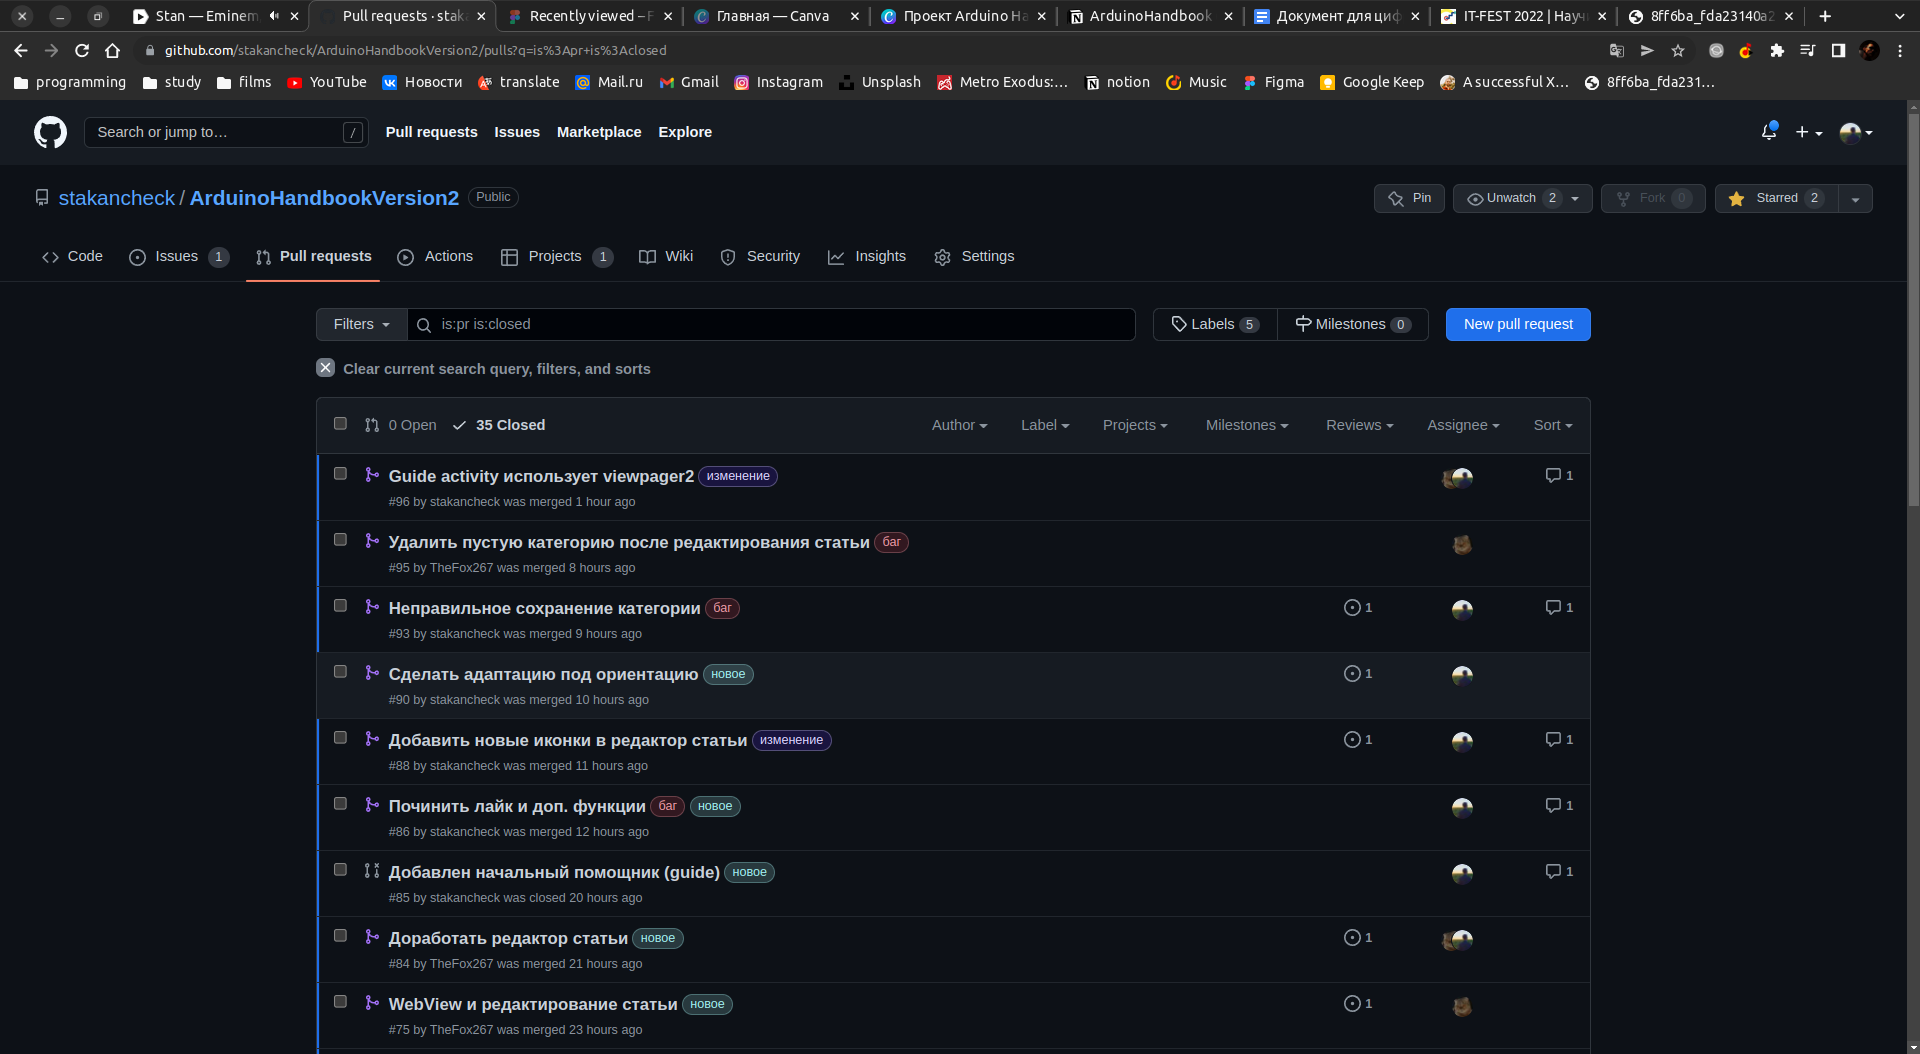 Stan — Eminem,
Pull requests · stak
Recently viewed – F
Главная — Canva
Проект Arduino Ha
ArduinoHandbook
Документ для циф
IT-FEST 2022 | Науч
8ff6ba_fda23140a2
github.com/stakancheck/ArduinoHandbookVersion2/pulls?q=is%3Apr+is%3Aclosed
programming study films YouTube Новости translate Mail.ru Gmail Instagram Unsplash Metro Exodus:... notion Music Figma Google Keep A successful X... 8ff6ba_fda231...
Search or jump to… / Pull requests Issues Marketplace Explore
stakancheck / ArduinoHandbookVersion2 Public
Pin Unwatch 2 Fork 0 Starred 2
Code Issues 1 Pull requests Actions Projects 1 Wiki Security Insights Settings
Filters is:pr is:closed Labels 5 Milestones 0 New pull request
Clear current search query, filters, and sorts
0 Open 35 Closed Author Label Projects Milestones Reviews Assignee Sort
Guide activity использует viewpager2 изменение 1
#96 by stakancheck was merged 1 hour ago
Удалить пустую категорию после редактирования статьи баг
#95 by TheFox267 was merged 8 hours ago
Неправильное сохранение категории баг 1 1
#93 by stakancheck was merged 9 hours ago
Сделать адаптацию под ориентацию новое 1
#90 by stakancheck was merged 10 hours ago
Добавить новые иконки в редактор статьи изменение 1 1
#88 by stakancheck was merged 11 hours ago
Починить лайк и доп. функции баг новое 1
#86 by stakancheck was merged 12 hours ago
Добавлен начальный помощник (guide) новое 1
#85 by stakancheck was closed 20 hours ago
Доработать редактор статьи новое 1
#84 by TheFox267 was merged 21 hours ago
WebView и редактирование статьи новое 1
#75 by TheFox267 was merged 23 hours ago